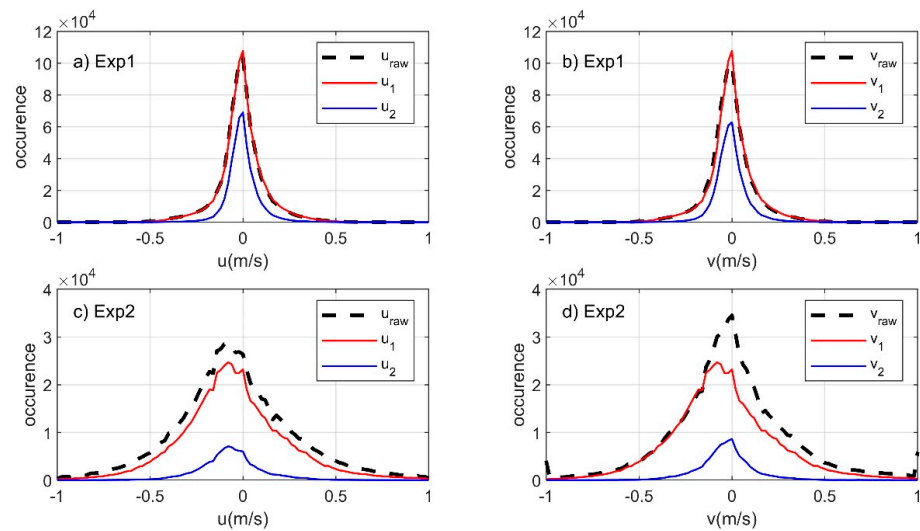 ×10⁴
12
10
8
6
4
2
0
occurence
a) Exp1
u_raw
u_1
u_2
-1 -0.5 0 0.5 1
u(m/s)
×10⁴
12
10
8
6
4
2
0
occurence
b) Exp1
v_raw
v_1
v_2
-1 -0.5 0 0.5 1
v(m/s)
×10⁴
4
3
2
1
0
occurence
c) Exp2
u_raw
u_1
u_2
-1 -0.5 0 0.5 1
u(m/s)
×10⁴
4
3
2
1
0
occurence
d) Exp2
v_raw
v_1
v_2
-1 -0.5 0 0.5 1
v(m/s)